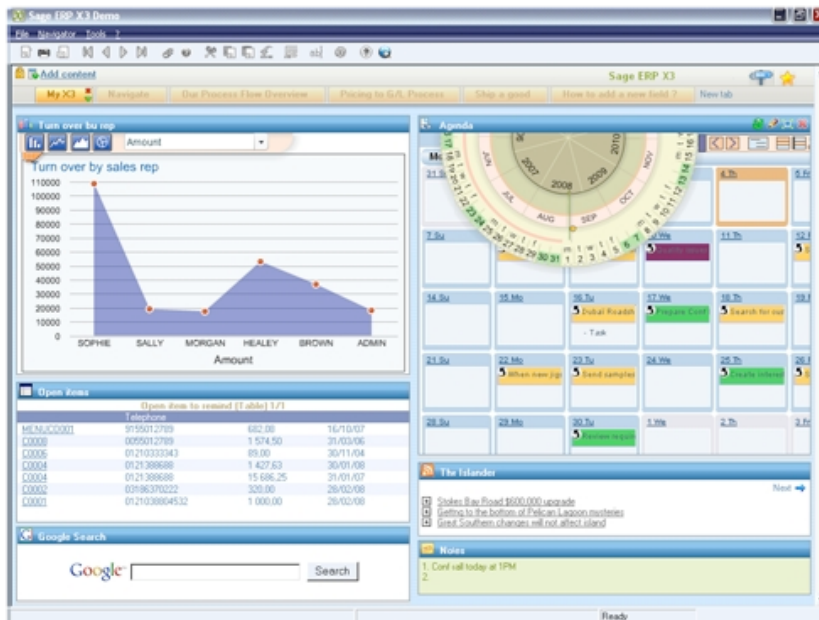 Sage ERP X3 Demo
File Navigator Tools ?
Add content
Sage ERP X3
My X3 Navigate Our Process Flow Overview Pricing to G/L Process Ship a good How to add a new field ? New tab
Turn over by rep
Amount
Turn over by sales rep
110000
100000
90000
80000
70000
60000
50000
40000
30000
20000
10000
0
SOPHIE SALLY MORGAN HEALEY BROWN ADMIN
Amount
Open items
Open item to remind (Table) 1/1
Telephone
MENUCO001 9155012789 682,00 16/10/07
C0008 0055012789 1 574,50 31/03/06
C0006 01210333343 89,00 30/11/04
C0004 0121388688 1 427,63 30/01/08
C0004 0121388688 15 686,25 31/01/07
C0002 03186370222 320,00 28/02/08
C0001 0121038804532 1 000,00 28/02/08
Google Search
Google Search
Agenda
2007 2008 2009 2010
JUN JUL AUG SEP OCT NOV
4 Th
7 Su 11 Th
14 Su 15 Mo 16 Tu 17 We 18 Th
Dubai Roadsh Prepare Conf Search for sup
- Task
21 Su 22 Mo 23 Tu 24 We 25 Th
When new jigs Send samples Create Interes
28 Su 29 Mo 30 Tu 1 We 2 Th
Review requir
The Islander
Next
Stokes Bay Road $600,000 upgrade
Getting to the bottom of Pelican Lagoon mysteries
Great Southern changes will not affect island
Notes
1. Conf call today at 1PM
2.
Ready